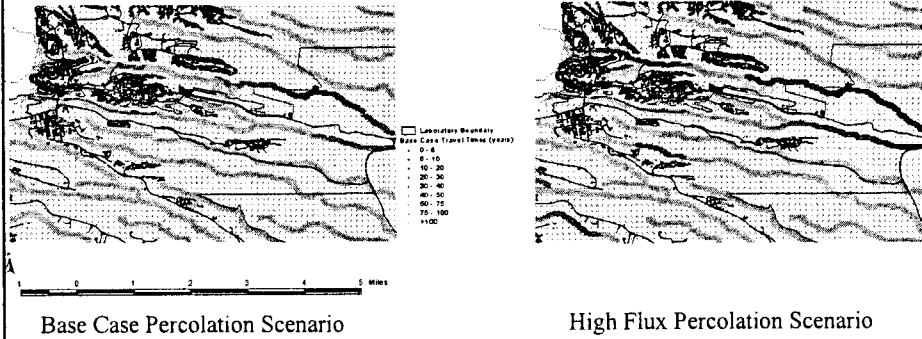 Laboratory Boundary
Base Case Travel Times (years)
0 - 5
5 - 10
10 - 20
20 - 30
30 - 40
40 - 50
50 - 75
75 - 100
>100
1 0 1 2 3 4 5 Miles
Base Case Percolation Scenario
High Flux Percolation Scenario